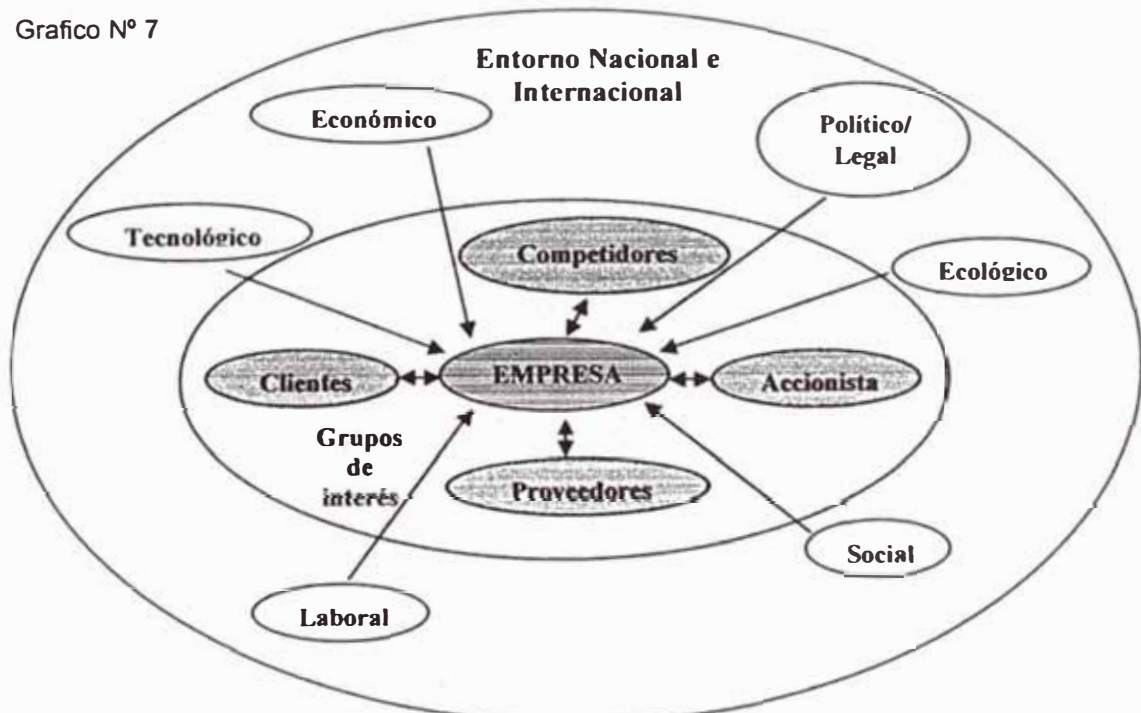 Grafico Nº 7
Entorno Nacional e
Internacional
Económico
Político/
Legal
Tecnológico
Competidores
Ecológico
Clientes
EMPRESA
Accionista
Grupos
de
interés
Proveedores
Social
Laboral